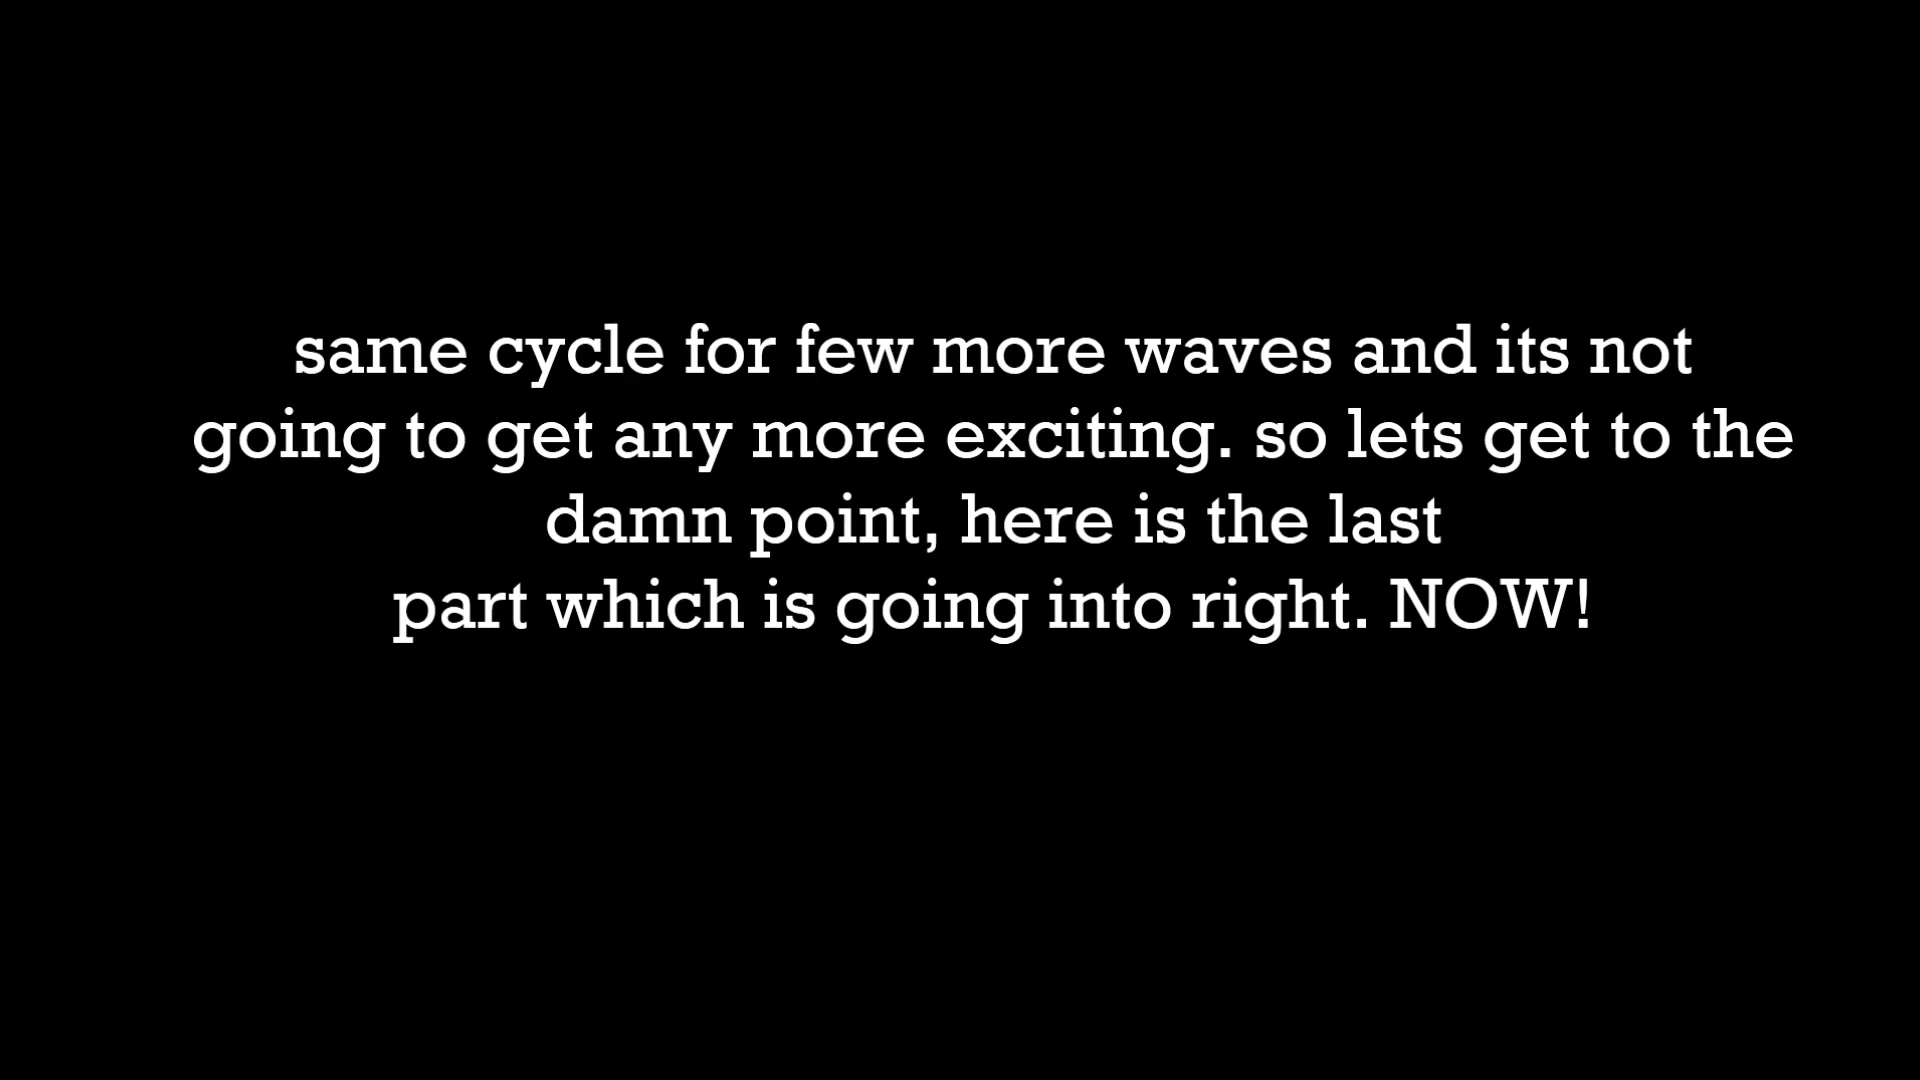 same cycle for few more waves and its not
going to get any more exciting. so lets get to the
damn point, here is the last
part which is going into right. NOW!